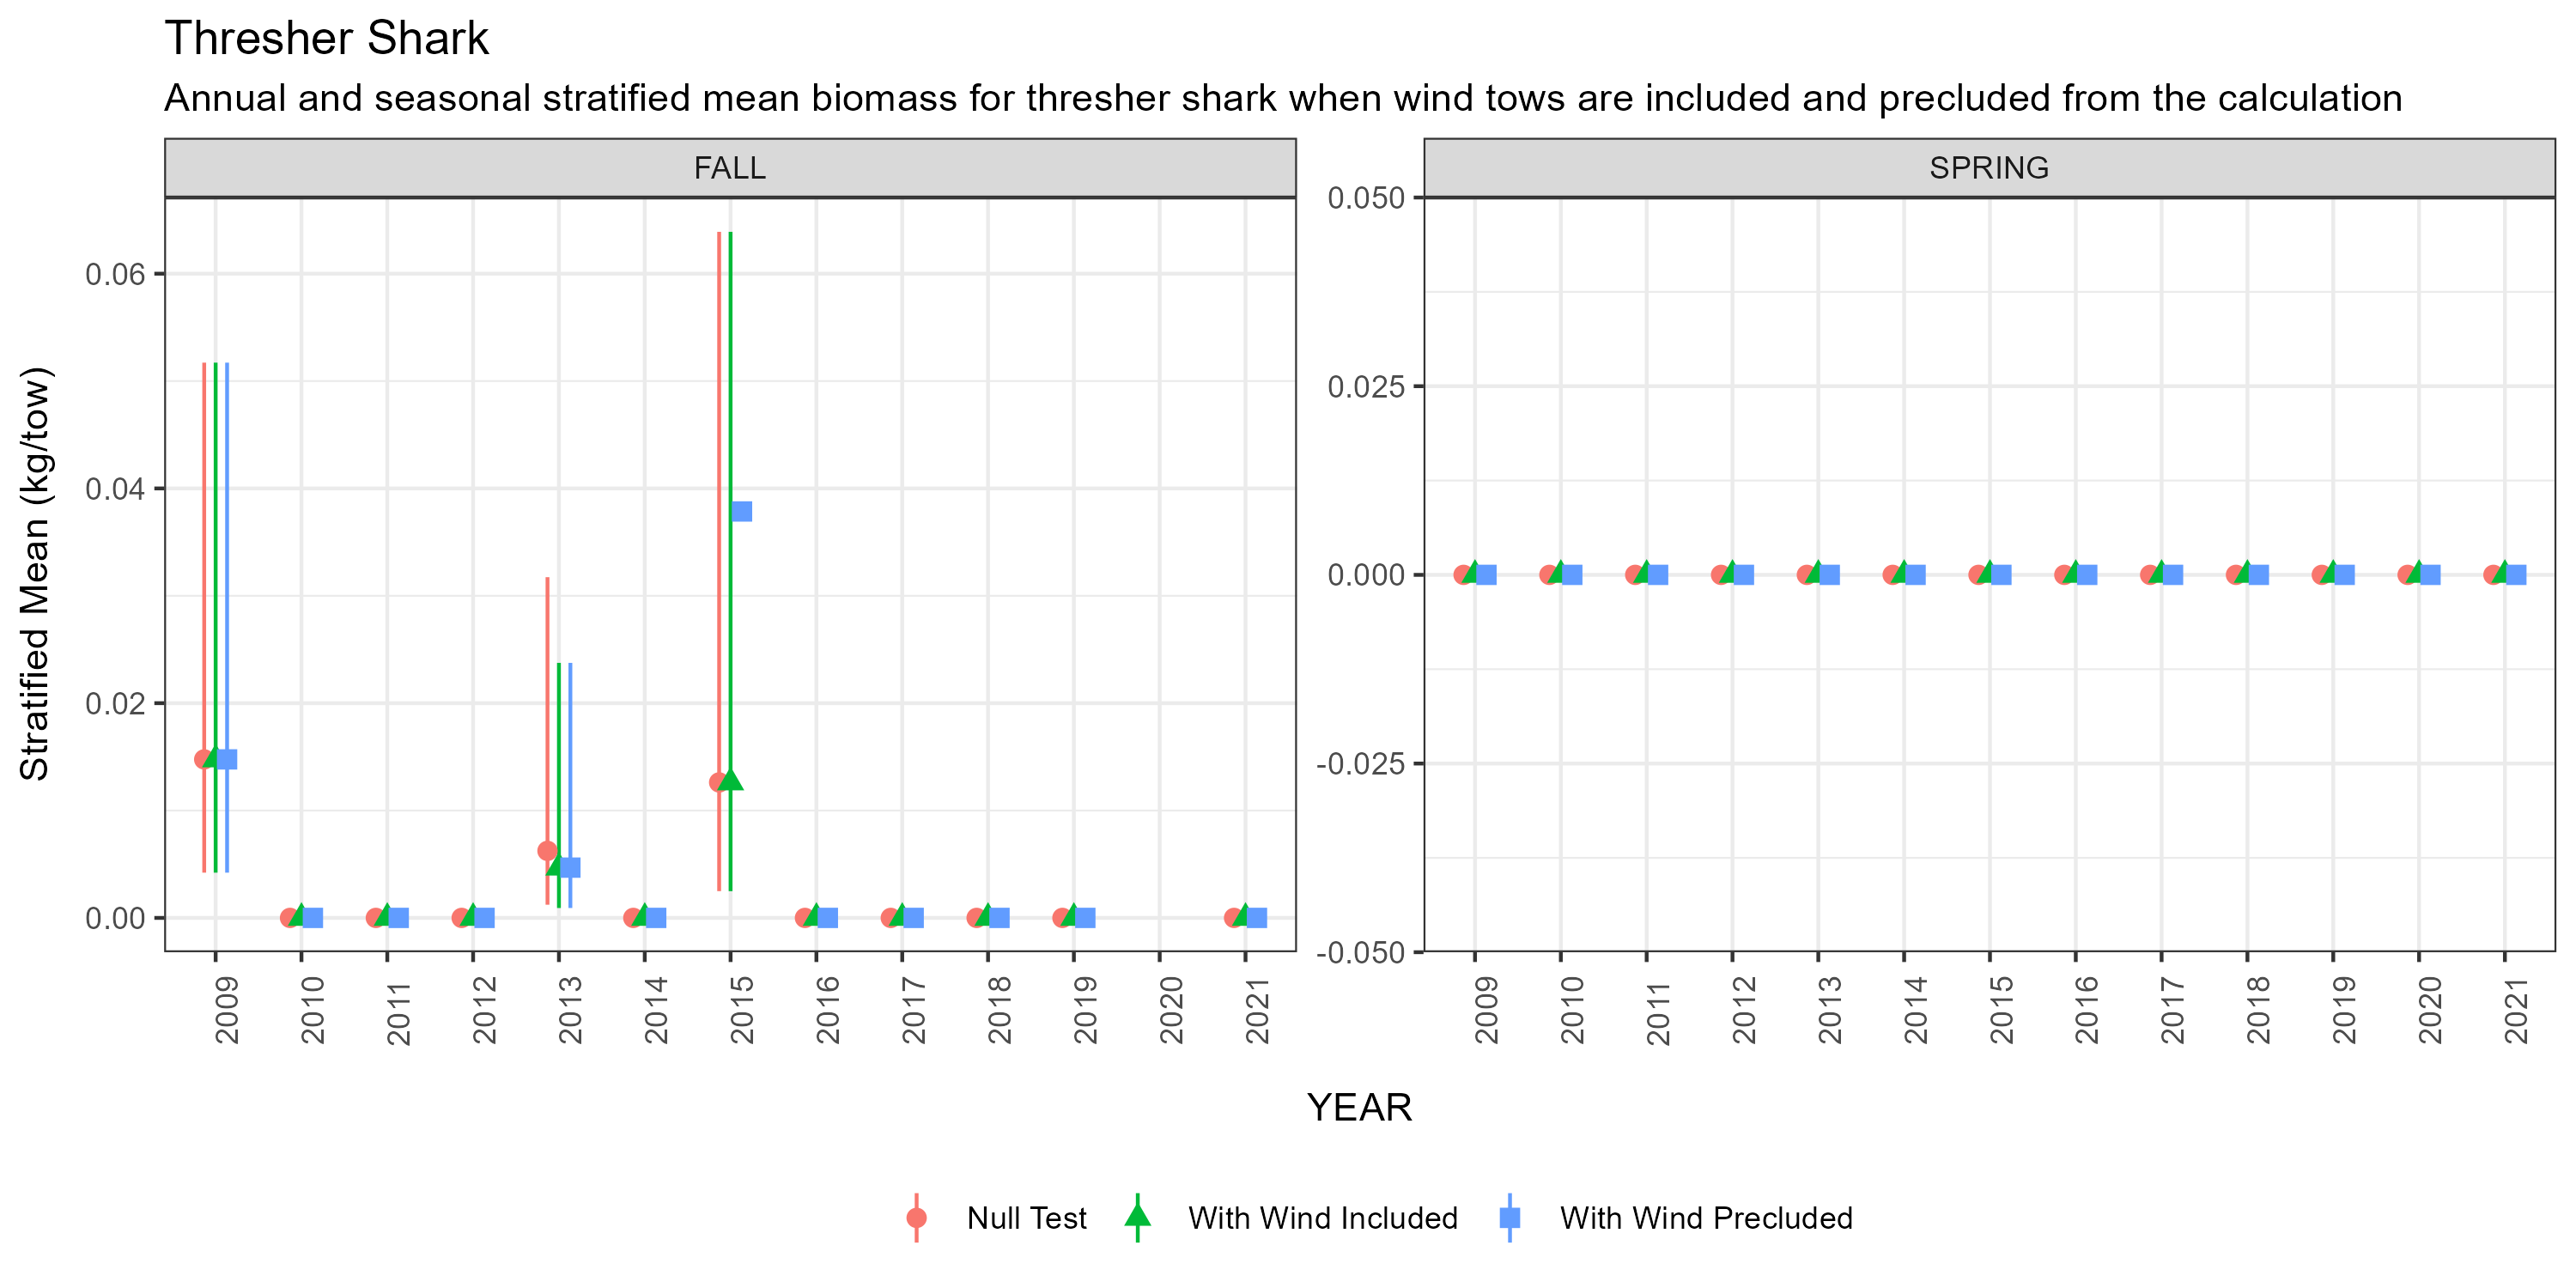 Thresher Shark
Annual and seasonal stratified mean biomass for thresher shark when wind tows are included and precluded from the calculation
FALL
SPRING
Stratified Mean (kg/tow)
0.06
0.04
0.02
0.00
0.050
0.025
0.000
-0.025
-0.050
2009 2010 2011 2012 2013 2014 2015 2016 2017 2018 2019 2020 2021
2009 2010 2011 2012 2013 2014 2015 2016 2017 2018 2019 2020 2021
YEAR
Null Test With Wind Included With Wind Precluded